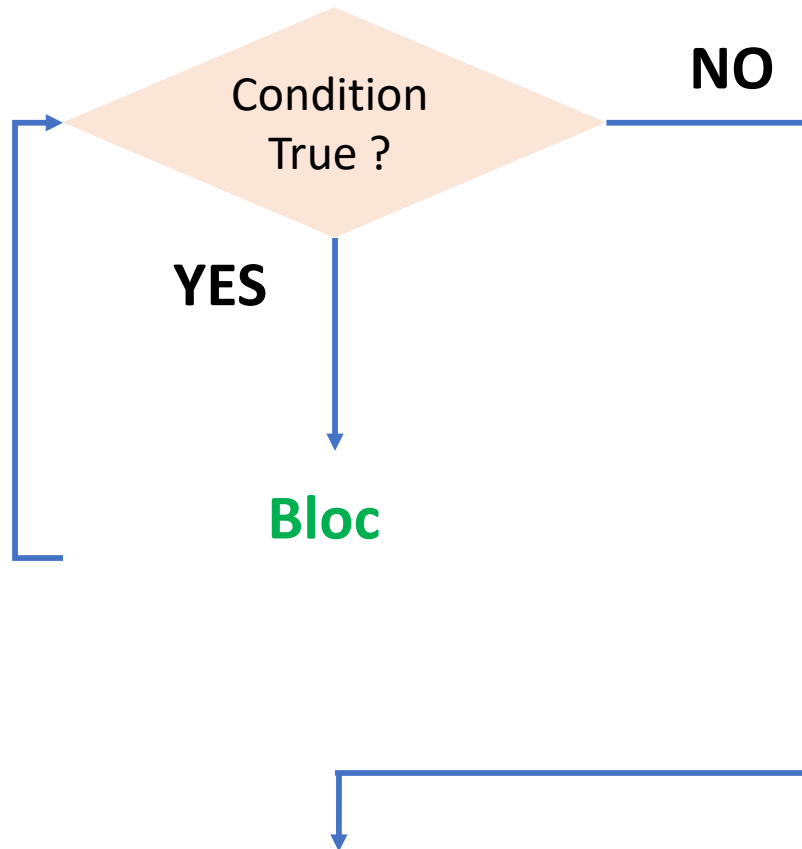 Condition
True ?
NO
YES
Bloc